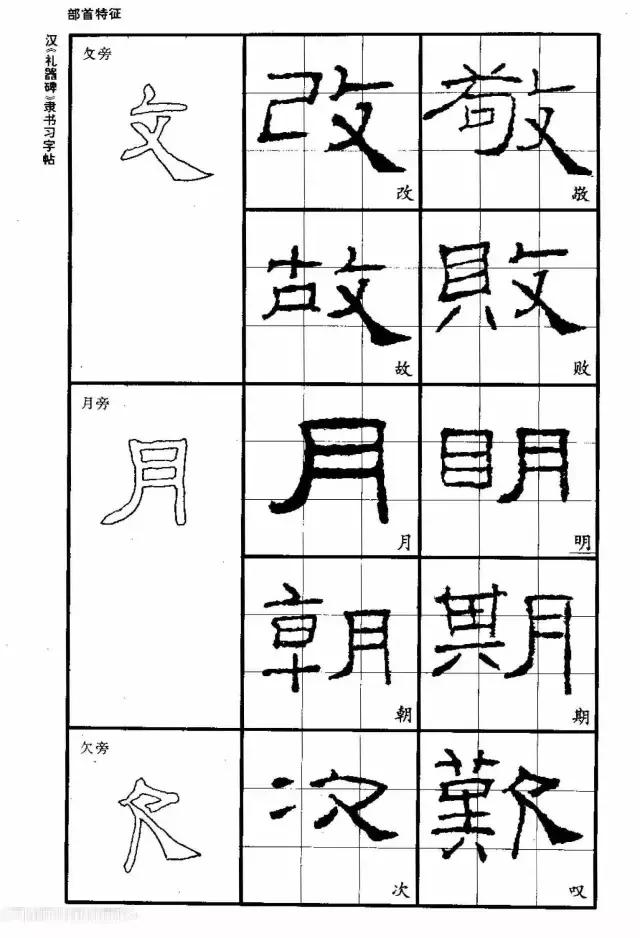 部首特征
汉《礼器碑》隶书习字帖
攵旁
攵 改 敬
改 敬
故 敗
故 败
月旁
月 月 明
月 明
朝 期
朝 期
欠旁
欠 次 歎
次 叹